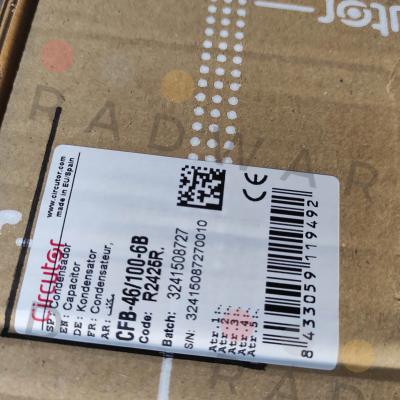 circutor
RADWAR
Circutor
www.circutor.com
made in EU/Spain
SP: Condensador
EN: Capacitor
DE: Kondensator
FR: Condensateur,
AR:
CFB-46/100-6B
Code: R2426R.
Batch: 3241508727
S/N: 32415087270010
CE
Atr 1:.
Atr 2:.
Atr 3:.
Atr 4:.
Atr 5:.
8 433059 119492